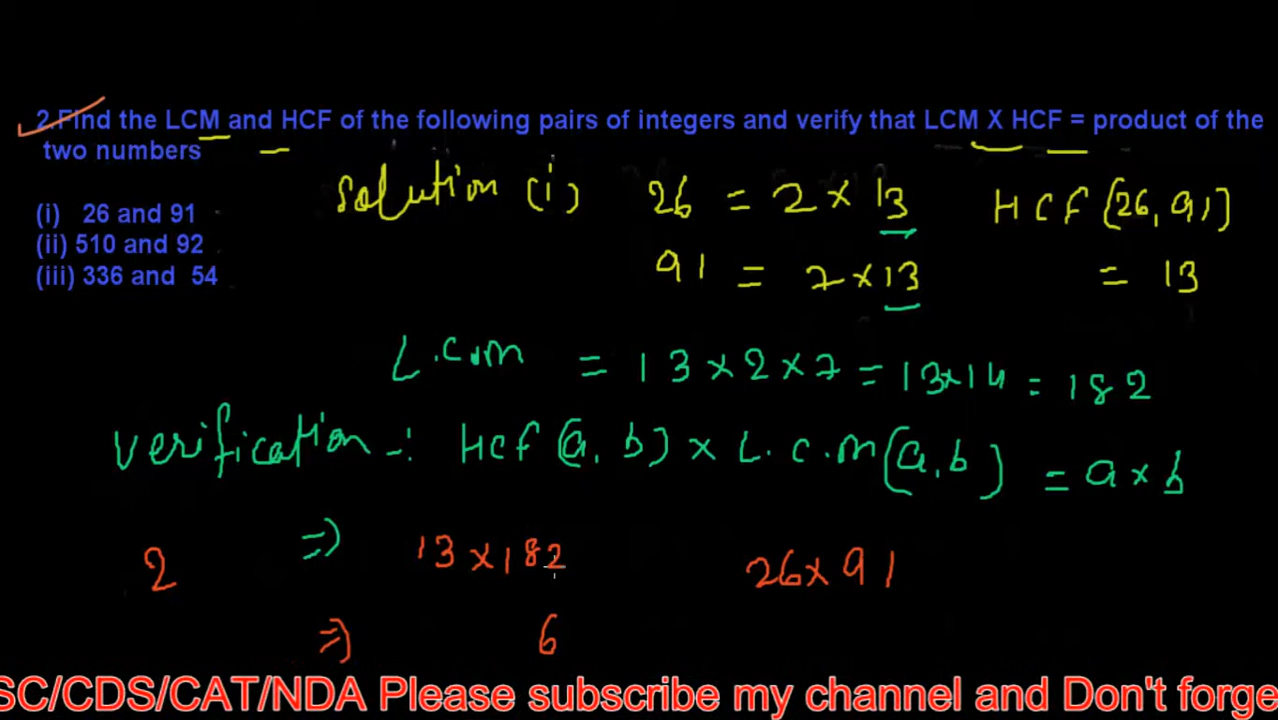 2.Find the LCM and HCF of the following pairs of integers and verify that LCM X HCF = product of the
two numbers
(i) 26 and 91
(ii) 510 and 92
(iii) 336 and 54
Solution (i) 26 = 2 × 13 HCF (26, 91)
91 = 7 × 13 = 13
L.C.M = 13 × 2 × 7 = 13 × 14 = 182
Verification -: HCF (a, b) × L.C.M (a, b) = a × b
2 ⇒ 13 × 182 26 × 91
⇒ 6
SC/CDS/CAT/NDA Please subscribe my channel and Don't forge